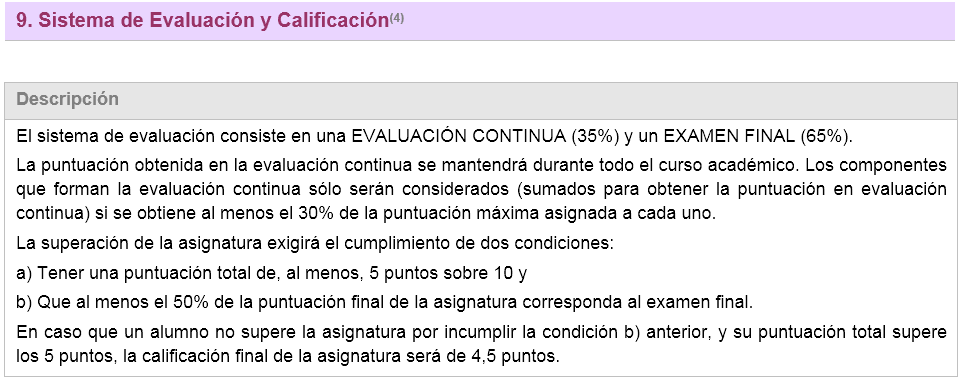 9. Sistema de Evaluación y Calificación(4)
Descripción
El sistema de evaluación consiste en una EVALUACIÓN CONTINUA (35%) y un EXAMEN FINAL (65%).
La puntuación obtenida en la evaluación continua se mantendrá durante todo el curso académico. Los componentes
que forman la evaluación continua sólo serán considerados (sumados para obtener la puntuación en evaluación
continua) si se obtiene al menos el 30% de la puntuación máxima asignada a cada uno.
La superación de la asignatura exigirá el cumplimiento de dos condiciones:
a) Tener una puntuación total de, al menos, 5 puntos sobre 10 y
b) Que al menos el 50% de la puntuación final de la asignatura corresponda al examen final.
En caso que un alumno no supere la asignatura por incumplir la condición b) anterior, y su puntuación total supere
los 5 puntos, la calificación final de la asignatura será de 4,5 puntos.